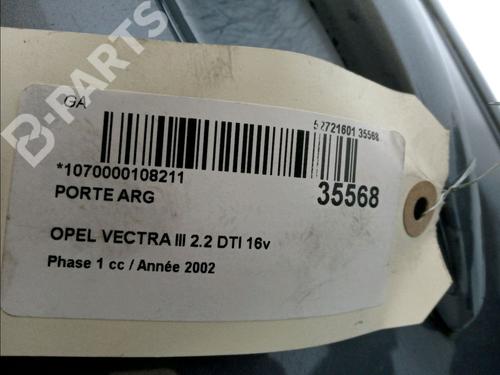 B-PARTS
GA
52721601 35568
*1070000108211
35568
PORTE ARG
OPEL VECTRA III 2.2 DTI 16v
Phase 1 cc / Année 2002